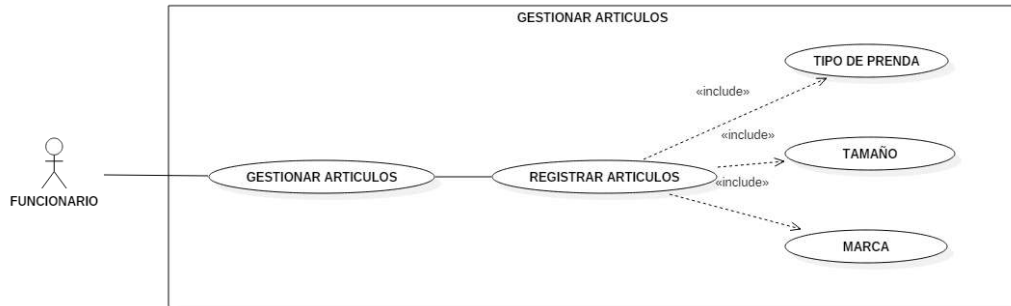 GESTIONAR ARTICULOS
TIPO DE PRENDA
«include»
«include»
TAMAÑO
FUNCIONARIO
GESTIONAR ARTICULOS
REGISTRAR ARTICULOS
«include»
MARCA